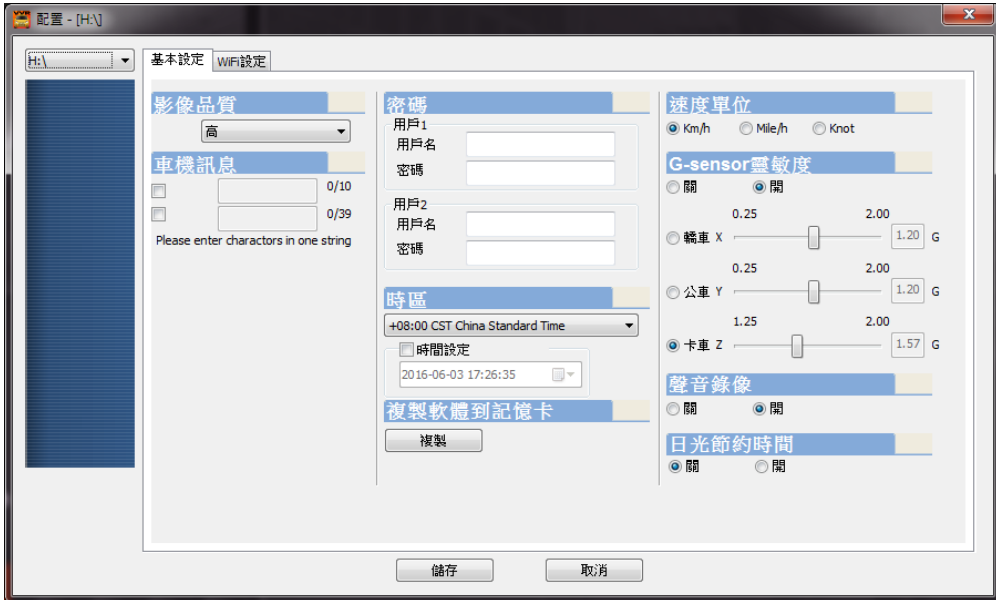 配置 - [H:\]
H:\
基本設定 WiFi設定
影像品質
高
車機訊息
0/10
0/39
Please enter charactors in one string
密碼
用戶1
用戶名
密碼
用戶2
用戶名
密碼
時區
+08:00 CST China Standard Time
時間設定
2016-06-03 17:26:35
複製軟體到記憶卡
複製
速度單位
Km/h Mile/h Knot
G-sensor靈敏度
關 開
0.25 2.00
轎車 X 1.20 G
0.25 2.00
公車 Y 1.20 G
1.25 2.00
卡車 Z 1.57 G
聲音錄像
關 開
日光節約時間
關 開
儲存 取消